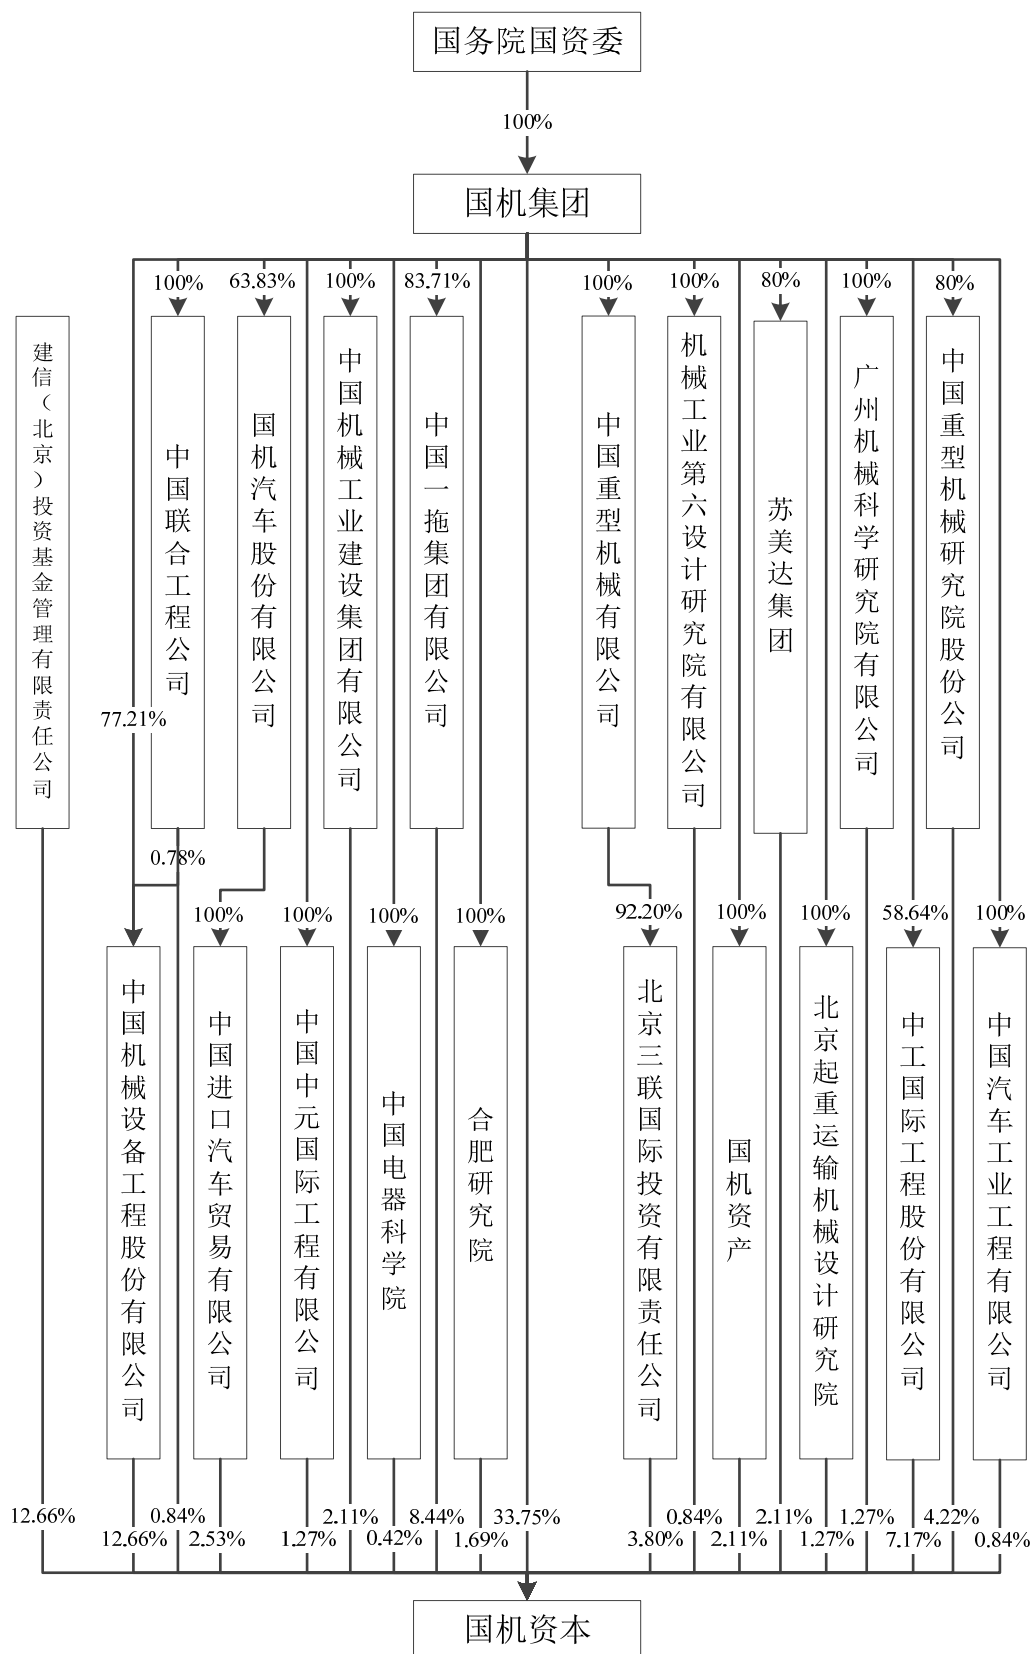 国务院国资委
100%
国机集团
100%
63.83%
100%
83.71%
100%
100%
80%
100%
80%
建信（北京）投资基金管理有限责任公司
中国联合工程公司
国机汽车股份有限公司
中国机械工业建设集团有限公司
中国一拖集团有限公司
中国重型机械有限公司
机械工业第六设计研究院有限公司
苏美达集团
广州机械科学研究院有限公司
中国重型机械研究院股份公司
77.21%
0.78%
100%
100%
100%
100%
92.20%
100%
100%
58.64%
100%
中国机械设备工程股份有限公司
中国进口汽车贸易有限公司
中国中元国际工程有限公司
中国电器科学院
合肥研究院
北京三联国际投资有限责任公司
国机资产
北京起重运输机械设计研究院
中工国际工程股份有限公司
中国汽车工业工程有限公司
12.66%
0.84%
2.11%
8.44%
33.75%
0.84%
2.11%
1.27%
4.22%
12.66%
2.53%
1.27%
0.42%
1.69%
3.80%
2.11%
1.27%
7.17%
0.84%
国机资本